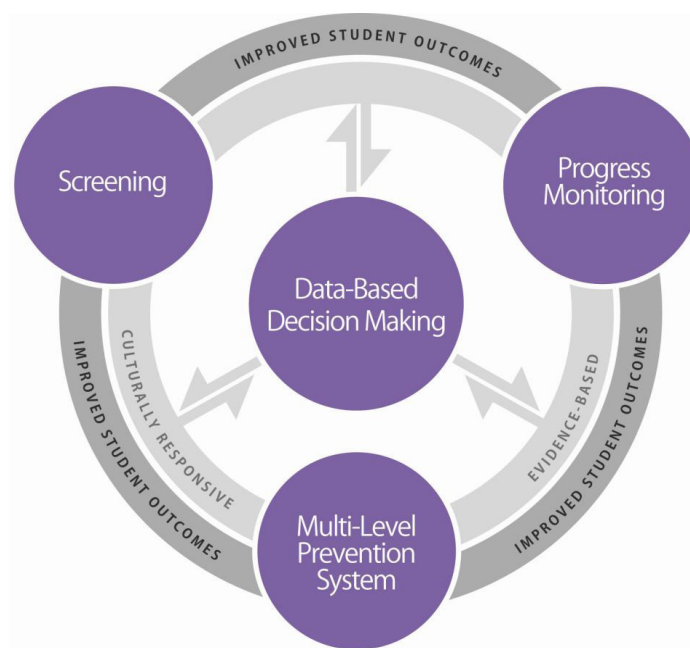 IMPROVED STUDENT OUTCOMES
Screening
Progress
Monitoring
Data-Based
Decision Making
IMPROVED STUDENT OUTCOMES
CULTURALLY RESPONSIVE
EVIDENCE-BASED
IMPROVED STUDENT OUTCOMES
Multi-Level
Prevention
System